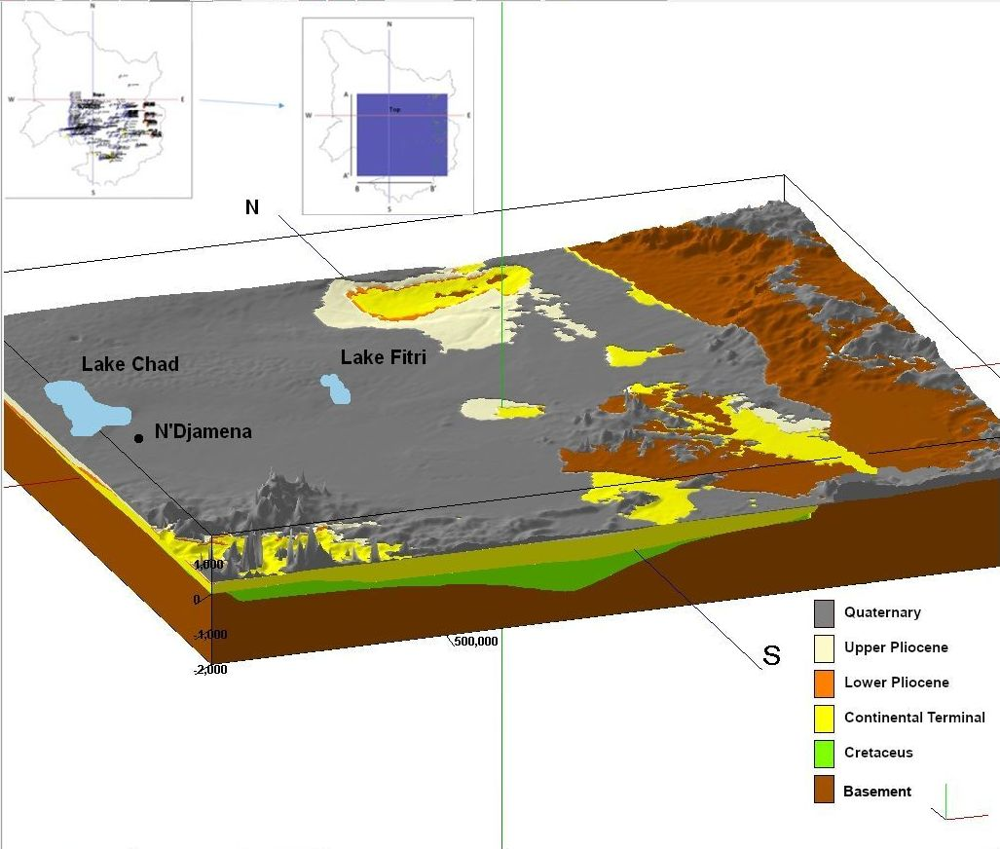 N
W
E
S
N
A
Top
W
E
A'
B
B'
S
N
Lake Chad
Lake Fitri
N'Djamena
1,000
0
-1,000
-2,000
500,000
S
Quaternary
Upper Pliocene
Lower Pliocene
Continental Terminal
Cretaceus
Basement